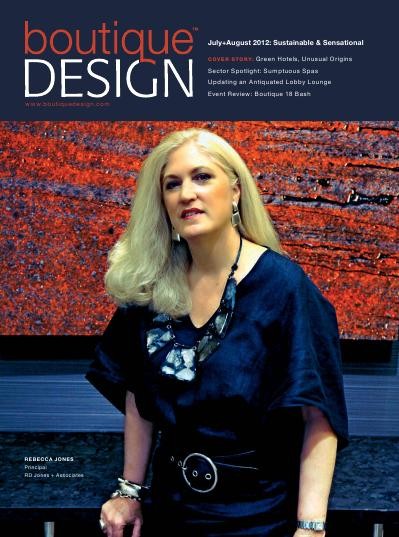 boutique™
DESIGN
www.boutiquedesign.com
July+August 2012: Sustainable & Sensational
COVER STORY: Green Hotels, Unusual Origins
Sector Spotlight: Sumptuous Spas
Updating an Antiquated Lobby Lounge
Event Review: Boutique 18 Bash
REBECCA JONES
Principal
RD Jones + Associates